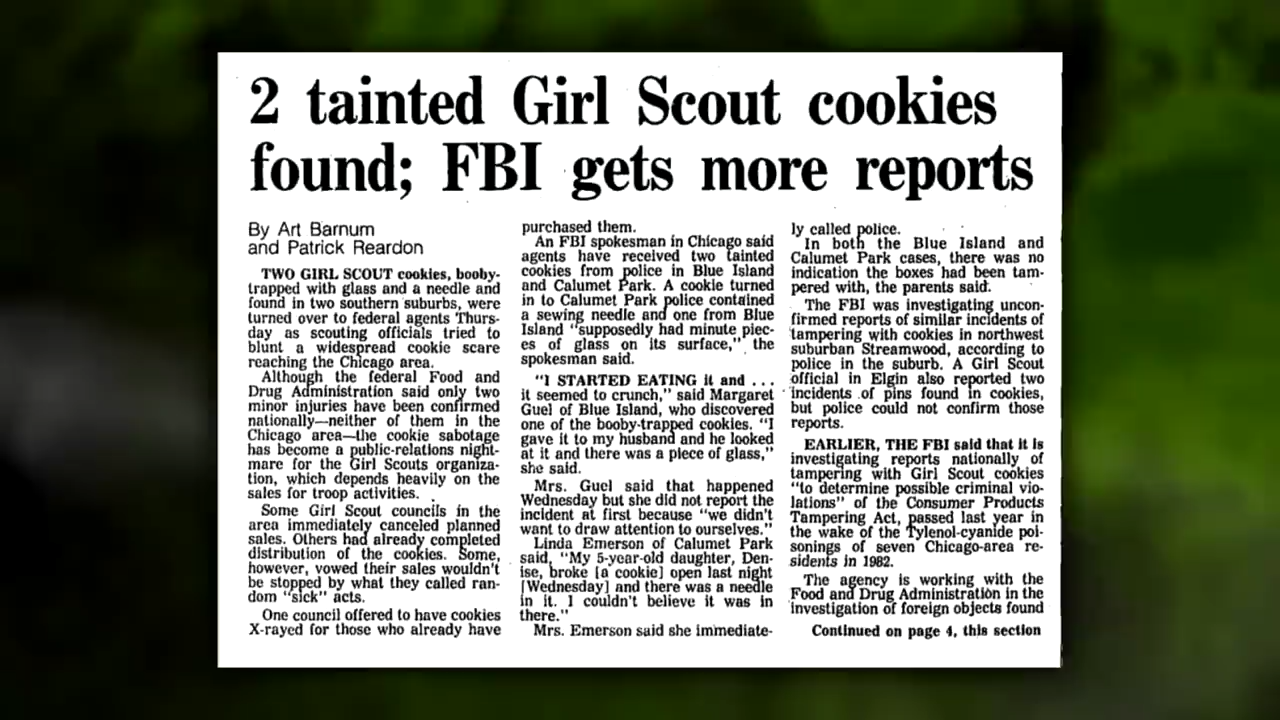 2 tainted Girl Scout cookies
found; FBI gets more reports
By Art Barnum
and Patrick Reardon
TWO GIRL SCOUT cookies, booby-
trapped with glass and a needle and
found in two southern suburbs, were
turned over to federal agents Thurs-
day as scouting officials tried to
blunt a widespread cookie scare
reaching the Chicago area.
Although the federal Food and
Drug Administration said only two
minor injuries have been confirmed
nationally—neither of them in the
Chicago area—the cookie sabotage
has become a public-relations night-
mare for the Girl Scouts organiza-
tion, which depends heavily on the
sales for troop activities.
Some Girl Scout councils in the
area immediately canceled planned
sales. Others had already completed
distribution of the cookies. Some,
however, vowed their sales wouldn't
be stopped by what they called ran-
dom "sick" acts.
One council offered to have cookies
X-rayed for those who already have
purchased them.
An FBI spokesman in Chicago said
agents have received two tainted
cookies from police in Blue Island
and Calumet Park. A cookie turned
in to Calumet Park police contained
a sewing needle and one from Blue
Island "supposedly had minute piec-
es of glass on its surface," the
spokesman said.
"I STARTED EATING it and ...
it seemed to crunch," said Margaret
Guel of Blue Island, who discovered
one of the booby-trapped cookies. "I
gave it to my husband and he looked
at it and there was a piece of glass,"
she said.
Mrs. Guel said that happened
Wednesday but she did not report the
incident at first because "we didn't
want to draw attention to ourselves."
Linda Emerson of Calumet Park
said, "My 5-year-old daughter, Den-
ise, broke [a cookie] open last night
[Wednesday] and there was a needle
in it. I couldn't believe it was in
there."
Mrs. Emerson said she immediate-
ly called police.
In both the Blue Island and
Calumet Park cases, there was no
indication the boxes had been tam-
pered with, the parents said.
The FBI was investigating uncon-
firmed reports of similar incidents of
tampering with cookies in northwest
suburban Streamwood, according to
police in the suburb. A Girl Scout
official in Elgin also reported two
incidents of pins found in cookies,
but police could not confirm those
reports.
EARLIER, THE FBI said that it is
investigating reports nationally of
tampering with Girl Scout cookies
"to determine possible criminal vio-
lations" of the Consumer Products
Tampering Act, passed last year in
the wake of the Tylenol-cyanide poi-
sonings of seven Chicago-area re-
sidents in 1982.
The agency is working with the
Food and Drug Administration in the
investigation of foreign objects found
Continued on page 4, this section